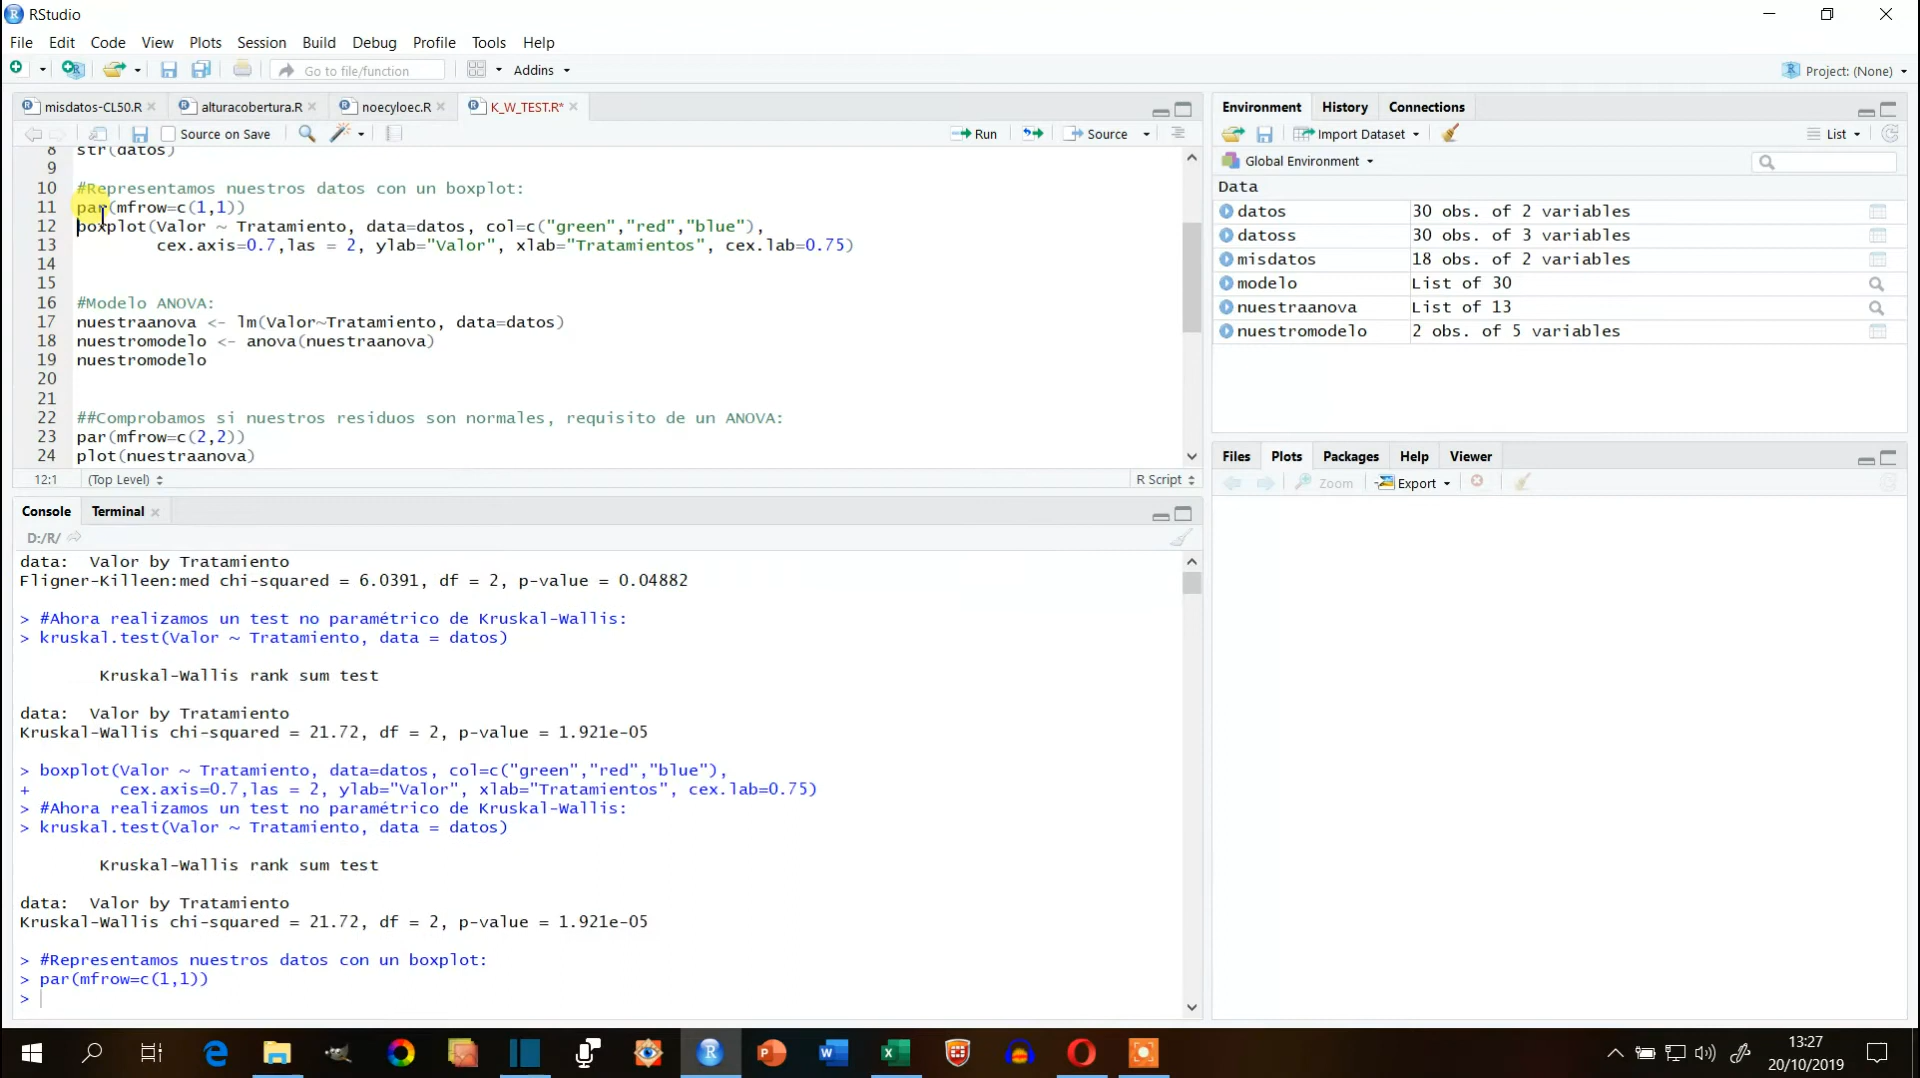 RStudio
File Edit Code View Plots Session Build Debug Profile Tools Help
Go to file/function Addins Project: (None)
misdatos-CL50.R alturacobertura.R noecyloec.R K_W_TEST.R*
Source on Save Run Source
8 str(datos)
9
10 #Representamos nuestros datos con un boxplot:
11 par(mfrow=c(1,1))
12 boxplot(Valor ~ Tratamiento, data=datos, col=c("green","red","blue"),
13 cex.axis=0.7,las = 2, ylab="Valor", xlab="Tratamientos", cex.lab=0.75)
14
15
16 #Modelo ANOVA:
17 nuestraanova <- lm(Valor~Tratamiento, data=datos)
18 nuestromodelo <- anova(nuestraanova)
19 nuestromodelo
20
21
22 ##Comprobamos si nuestros residuos son normales, requisito de un ANOVA:
23 par(mfrow=c(2,2))
24 plot(nuestraanova)
12:1 (Top Level) R Script
Console Terminal
D:/R/
data: Valor by Tratamiento
Fligner-Killeen:med chi-squared = 6.0391, df = 2, p-value = 0.04882
> #Ahora realizamos un test no paramétrico de Kruskal-Wallis:
> kruskal.test(Valor ~ Tratamiento, data = datos)
Kruskal-Wallis rank sum test
data: Valor by Tratamiento
Kruskal-Wallis chi-squared = 21.72, df = 2, p-value = 1.921e-05
> boxplot(Valor ~ Tratamiento, data=datos, col=c("green","red","blue"),
+ cex.axis=0.7,las = 2, ylab="Valor", xlab="Tratamientos", cex.lab=0.75)
> #Ahora realizamos un test no paramétrico de Kruskal-Wallis:
> kruskal.test(Valor ~ Tratamiento, data = datos)
Kruskal-Wallis rank sum test
data: Valor by Tratamiento
Kruskal-Wallis chi-squared = 21.72, df = 2, p-value = 1.921e-05
> #Representamos nuestros datos con un boxplot:
> par(mfrow=c(1,1))
>
Environment History Connections
Import Dataset List
Global Environment
Data
datos 30 obs. of 2 variables
datoss 30 obs. of 3 variables
misdatos 18 obs. of 2 variables
modelo List of 30
nuestraanova List of 13
nuestromodelo 2 obs. of 5 variables
Files Plots Packages Help Viewer
Zoom Export
13:27
20/10/2019